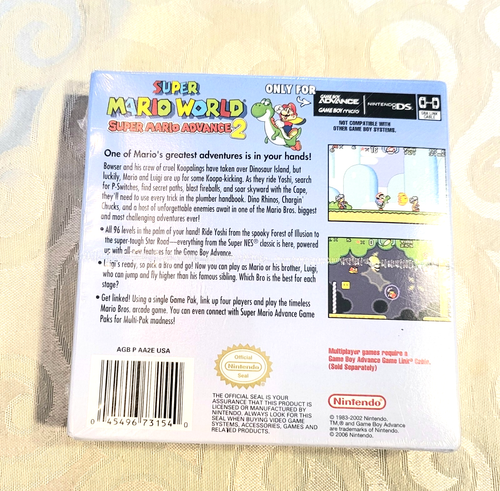 SUPER
MARIO WORLD
SUPER MARIO ADVANCE 2
ONLY FOR
GAME BOY ADVANCE
GAME BOY micro
NINTENDO DS
NOT COMPATIBLE WITH
OTHER GAME BOY SYSTEMS.
One of Mario's greatest adventures is in your hands!
Bowser and his crew of cruel Koopalings have taken over Dinosaur Island, but
luckily, Mario and Luigi are up for some Koopa-kicking. As they ride Yoshi, search
for P-Switches, find secret paths, blast fireballs, and soar skyward with the Cape,
they'll need to use every trick in the plumber handbook. Dino Rhinos, Chargin'
Chucks, and a host of unforgettable enemies await in one of the Mario Bros. biggest
and most challenging adventures ever!
• All 96 levels in the palm of your hand! Ride Yoshi from the spooky Forest of Illusion to
the super-tough Star Road—everything from the Super NES classic is here, powered
up with all-new features for the Game Boy Advance.
• Luigi's ready, so pick a Bro and go! Now you can play as Mario or his brother, Luigi,
who can jump and fly higher than his famous sibling. Which Bro is the best for each
stage?
• Get linked! Using a single Game Pak, link up four players and play the timeless
Mario Bros. arcade game. You can even connect with Super Mario Advance Game
Paks for Multi-Pak madness!
Multiplayer games require a
Game Boy Advance Game Link Cable.
(Sold Separately)
AGB P AA2E USA
0 45496 73154 0
Official
Nintendo
Seal
THE OFFICIAL SEAL IS YOUR
ASSURANCE THAT THIS PRODUCT IS
LICENSED OR MANUFACTURED BY
NINTENDO. ALWAYS LOOK FOR THIS
SEAL WHEN BUYING VIDEO GAME
SYSTEMS, ACCESSORIES, GAMES AND
RELATED PRODUCTS.
Nintendo
© 1983-2002 Nintendo.
TM,® and Game Boy Advance
are trademarks of Nintendo.
© 2006 Nintendo.